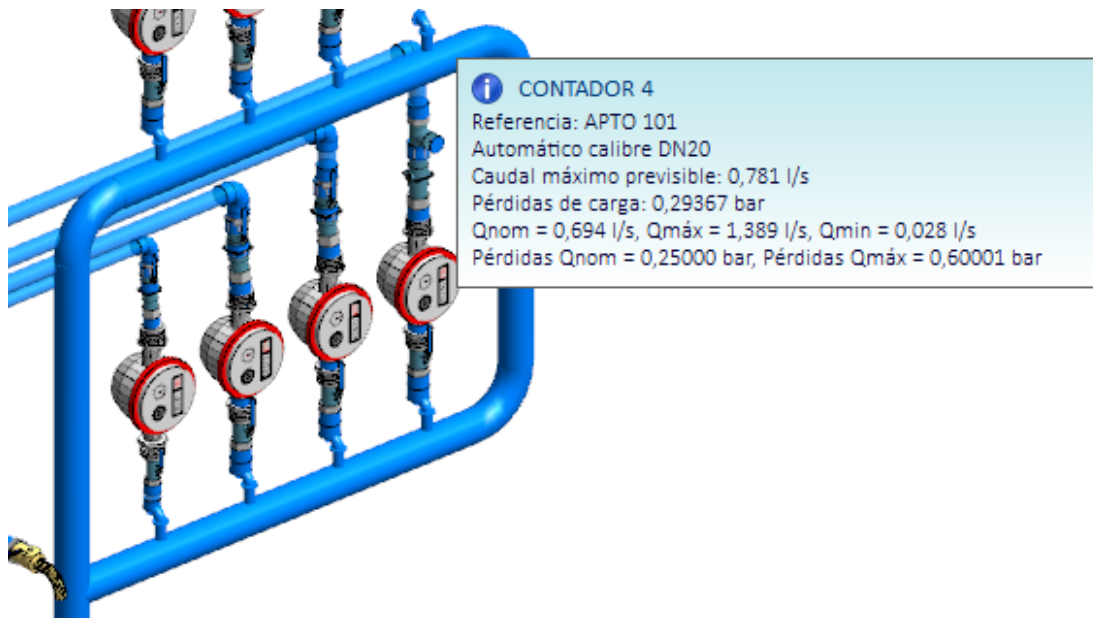 CONTADOR 4
Referencia: APTO 101
Automático calibre DN20
Caudal máximo previsible: 0,781 l/s
Pérdidas de carga: 0,29367 bar
Qnom = 0,694 l/s, Qmáx = 1,389 l/s, Qmin = 0,028 l/s
Pérdidas Qnom = 0,25000 bar, Pérdidas Qmáx = 0,60001 bar